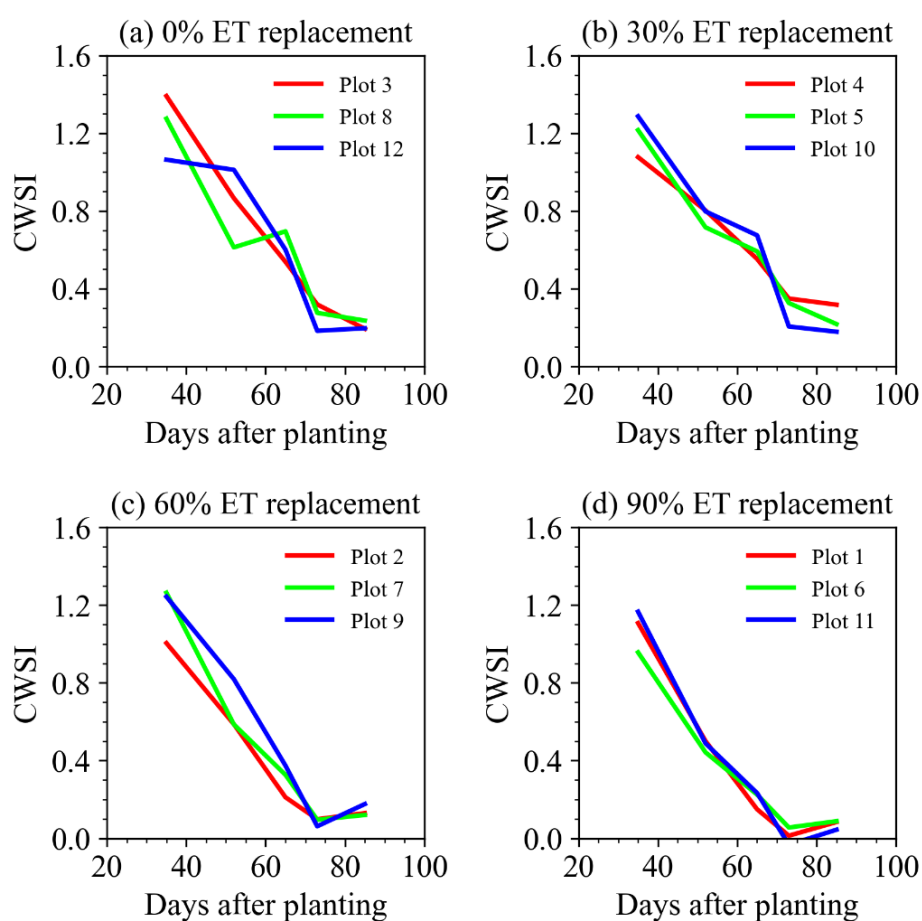 (a) 0% ET replacement
1.6
1.2
0.8
0.4
0.0
CWSI
Plot 3
Plot 8
Plot 12
20 40 60 80 100
Days after planting
(b) 30% ET replacement
1.6
1.2
0.8
0.4
0.0
CWSI
Plot 4
Plot 5
Plot 10
20 40 60 80 100
Days after planting
(c) 60% ET replacement
1.6
1.2
0.8
0.4
0.0
CWSI
Plot 2
Plot 7
Plot 9
20 40 60 80 100
Days after planting
(d) 90% ET replacement
1.6
1.2
0.8
0.4
0.0
CWSI
Plot 1
Plot 6
Plot 11
20 40 60 80 100
Days after planting